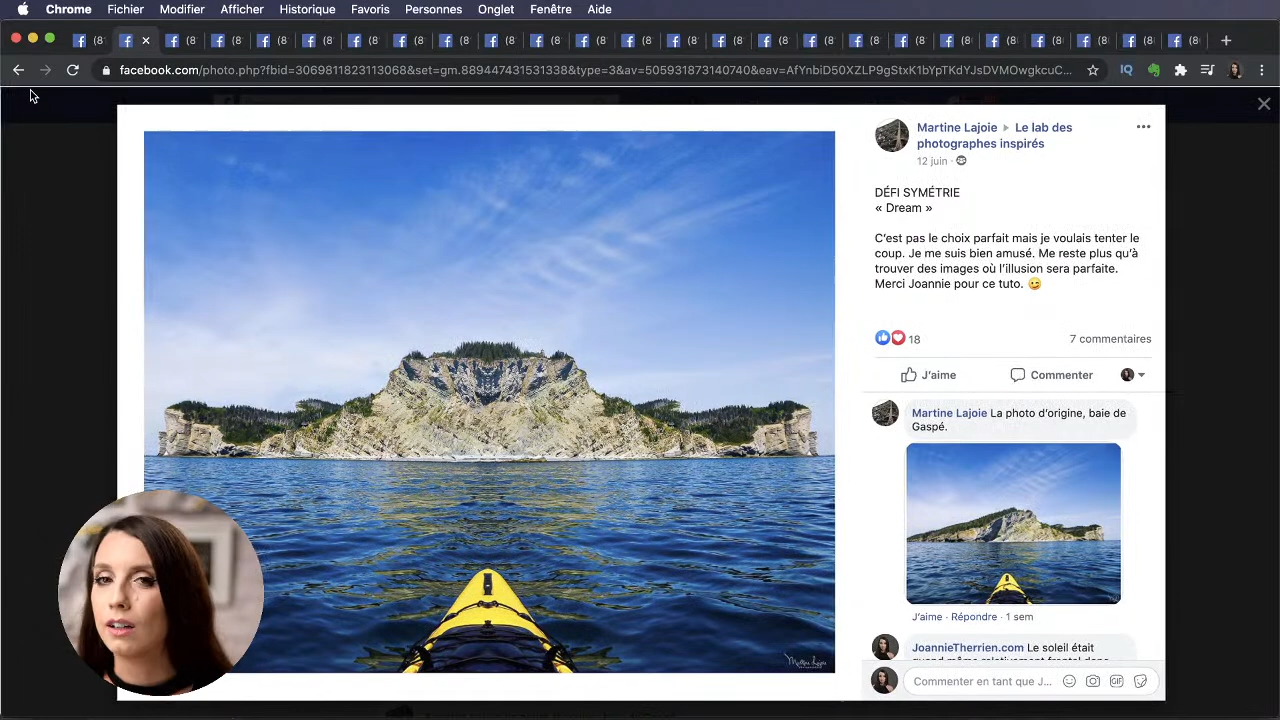 Chrome Fichier Modifier Afficher Historique Favoris Personnes Onglet Fenêtre Aide
facebook.com/photo.php?fbid=3069811823113068&set=gm.889447431531338&type=3&av=505931873140740&eav=AfYnbiD50XZLP9gStxK1bYpTKdYJsDVMOwgkcuC...
Martine Lajoie ▸ Le lab des
photographes inspirés
12 juin
DÉFI SYMÉTRIE
« Dream »
C'est pas le choix parfait mais je voulais tenter le
coup. Je me suis bien amusé. Me reste plus qu'à
trouver des images où l'illusion sera parfaite.
Merci Joannie pour ce tuto. 😜
18 7 commentaires
J'aime Commenter
Martine Lajoie La photo d'origine, baie de
Gaspé.
J'aime · Répondre · 1 sem
JoannieTherrien.com Le soleil était
Commenter en tant que J...
GIF